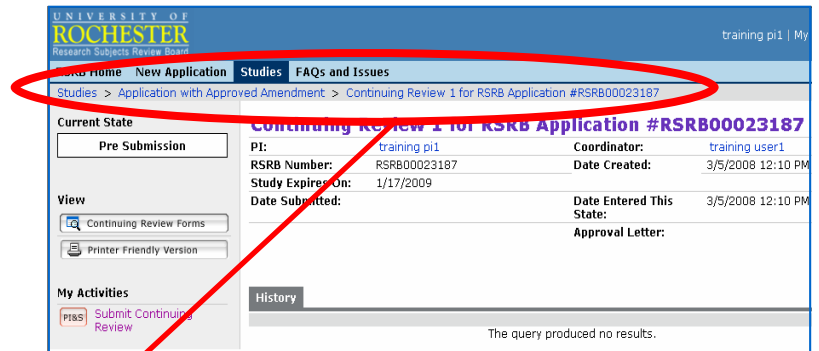 UNIVERSITY OF
ROCHESTER
Research Subjects Review Board
training pi1 | My
RSRB Home New Application Studies FAQs and Issues
Studies > Application with Approved Amendment > Continuing Review 1 for RSRB Application #RSRB00023187
Current State
Pre Submission
Continuing Review 1 for RSRB Application #RSRB00023187
PI: training pi1 Coordinator: training user1
RSRB Number: RSRB00023187 Date Created: 3/5/2008 12:10 PM
Study Expires On: 1/17/2009
Date Submitted: Date Entered This State: 3/5/2008 12:10 PM
Approval Letter:
View
Continuing Review Forms
Printer Friendly Version
My Activities
PI&S Submit Continuing
Review
History
The query produced no results.